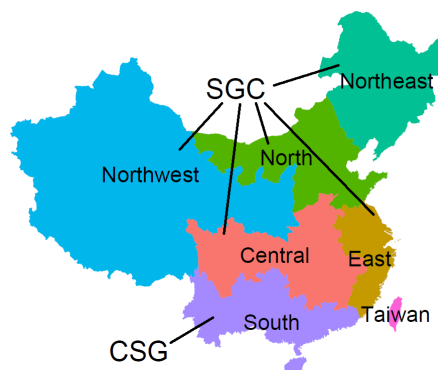 Northeast
SGC
North
Northwest
Central
East
Taiwan
South
CSG